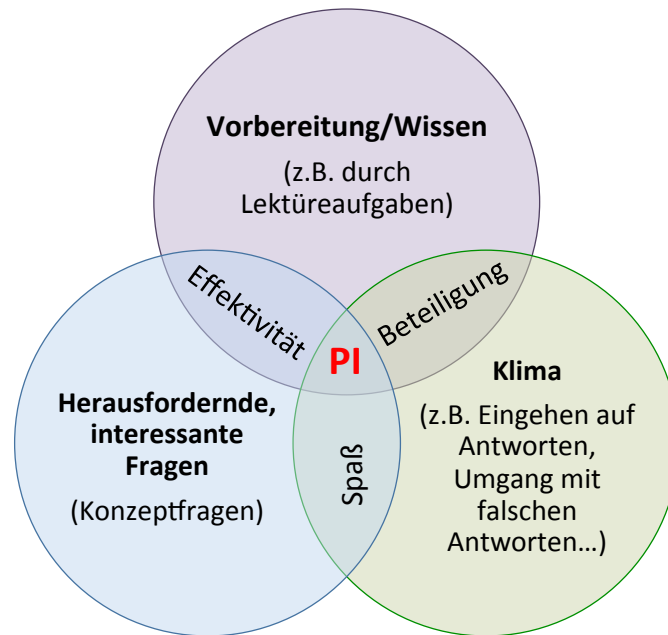 Vorbereitung/Wissen
(z.B. durch
Lektüreaufgaben)
Effektivität
Beteiligung
PI
Herausfordernde,
interessante
Fragen
(Konzeptfragen)
Spaß
Klima
(z.B. Eingehen auf
Antworten,
Umgang mit
falschen
Antworten…)